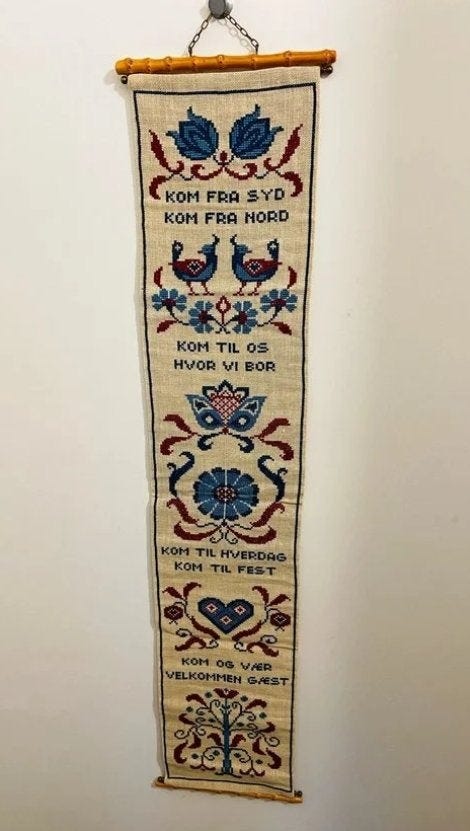 KOM FRA SYD
KOM FRA NORD
KOM TIL OS
HVOR VI BOR
KOM TIL HVERDAG
KOM TIL FEST
KOM OG VÆR
VELKOMMEN GÆST